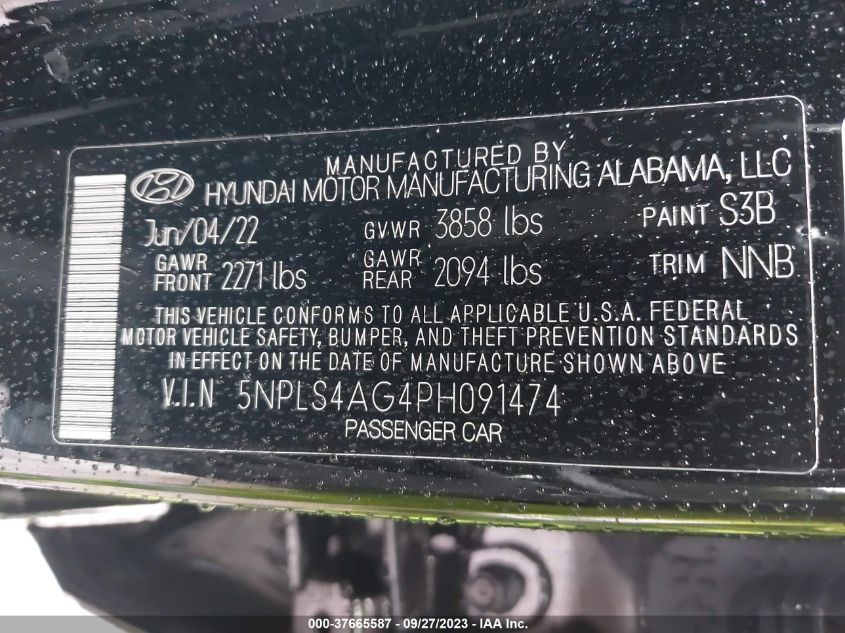 MANUFACTURED BY
HYUNDAI MOTOR MANUFACTURING ALABAMA, LLC
Jun/04/22 GVWR 3858 lbs PAINT S3B
GAWR FRONT 2271 lbs GAWR REAR 2094 lbs TRIM NNB
THIS VEHICLE CONFORMS TO ALL APPLICABLE U.S.A. FEDERAL
MOTOR VEHICLE SAFETY, BUMPER, AND THEFT PREVENTION STANDARDS
IN EFFECT ON THE DATE OF MANUFACTURE SHOWN ABOVE
V.I.N 5NPLS4AG4PH091474
PASSENGER CAR
000-37665587 - 09/27/2023 - IAA Inc.